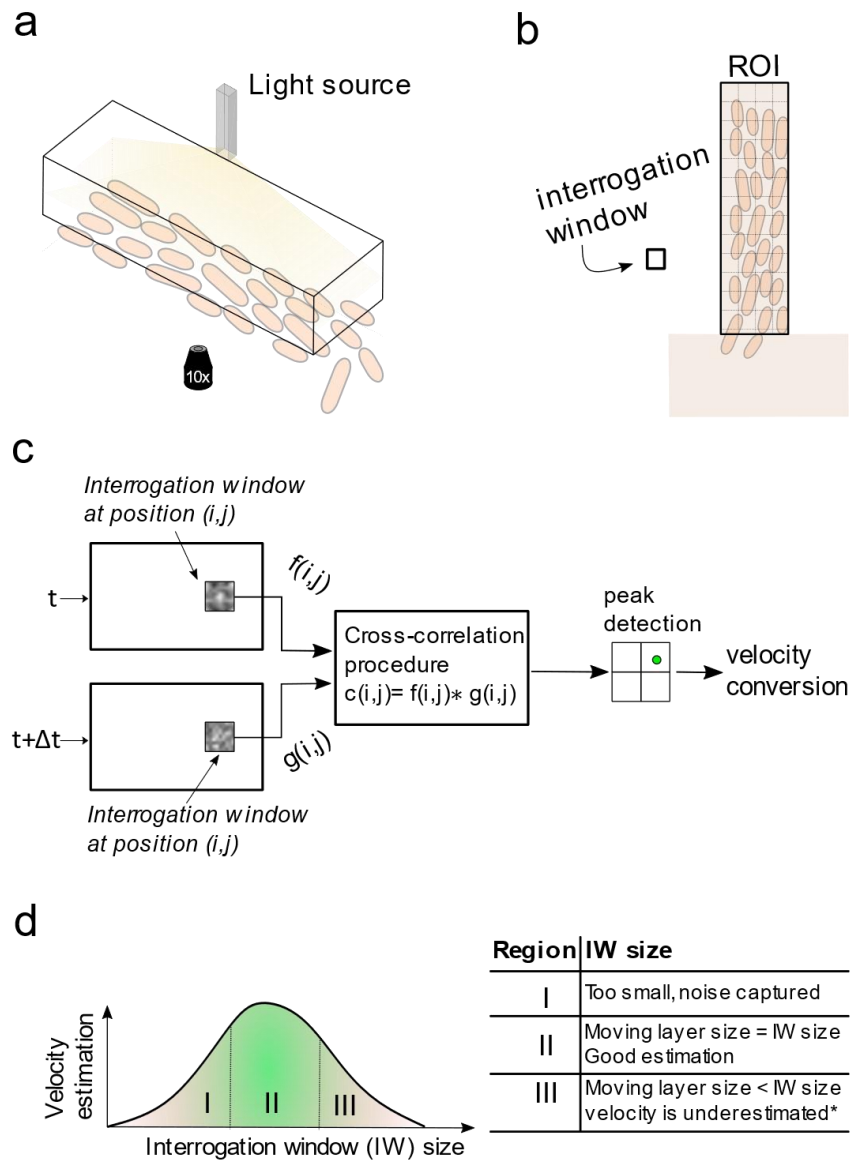 a
Light source
10x
b
ROI
interrogation
window
c
Interrogation window
at position (i,j)
t
f(i,j)
Cross-correlation
procedure
c(i,j)= f(i,j)* g(i,j)
peak
detection
velocity
conversion
t+Δt
g(i,j)
Interrogation window
at position (i,j)
d
Velocity
estimation
I
II
III
Interrogation window (IW) size
Region IW size
I Too small, noise captured
II Moving layer size = IW size
Good estimation
III Moving layer size < IW size
velocity is underestimated*